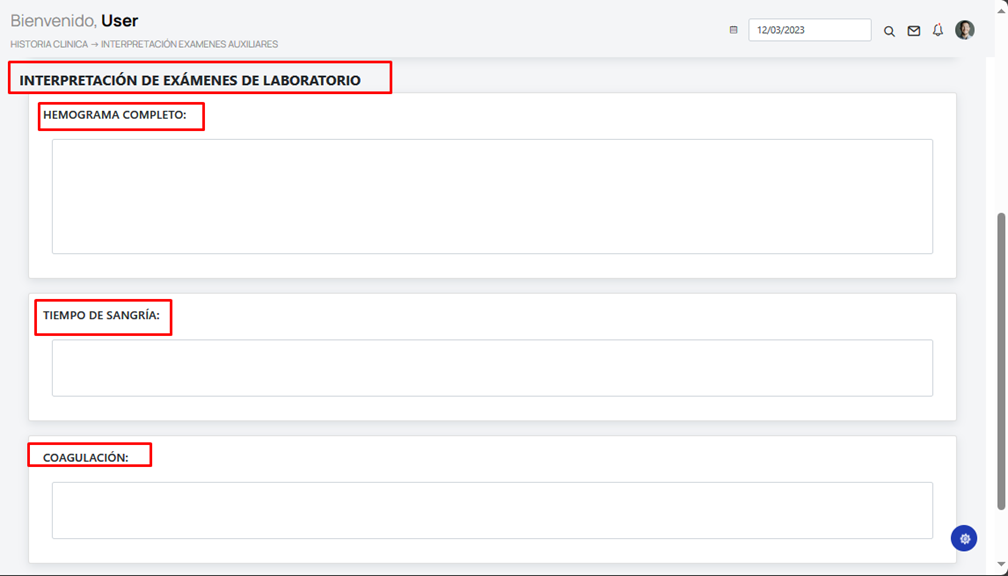 Bienvenido, User
12/03/2023
HISTORIA CLINICA → INTERPRETACIÓN EXAMENES AUXILIARES
INTERPRETACIÓN DE EXÁMENES DE LABORATORIO
HEMOGRAMA COMPLETO:
TIEMPO DE SANGRÍA:
COAGULACIÓN: